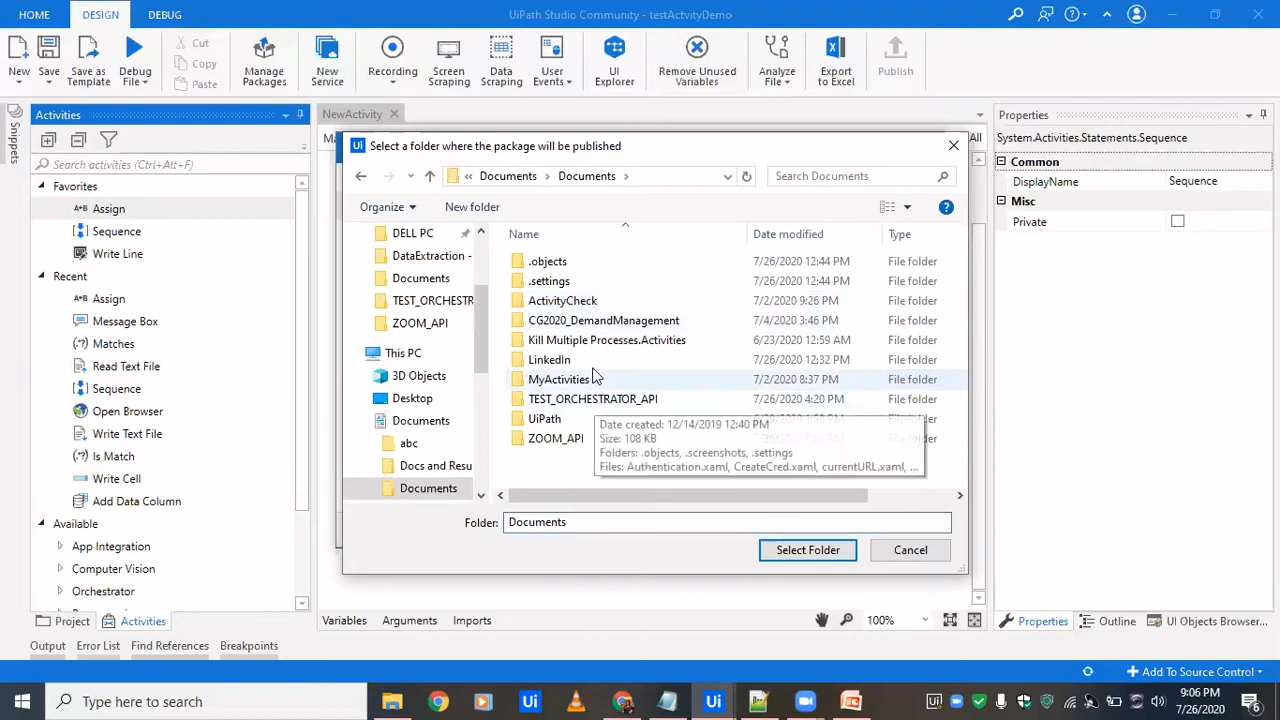 HOME DESIGN DEBUG UiPath Studio Community - testActvityDemo
New Save Save as Template Debug File Cut Copy Paste Manage Packages New Service Recording Screen Scraping Data Scraping User Events UI Explorer Remove Unused Variables Analyze File Export to Excel Publish
Snippets
Activities
Search activities (Ctrl+Alt+F)
Favorites
A+B Assign
Sequence
Write Line
Recent
A+B Assign
Message Box
Matches
Read Text File
Sequence
Open Browser
Write Text File
Is Match
Write Cell
Add Data Column
Available
App Integration
Computer Vision
Orchestrator
Project Activities
NewActivity
All
Ui Select a folder where the package will be published
« Documents › Documents ›
Search Documents
Organize New folder
DELL PC
DataExtraction -
Documents
TEST_ORCHESTR
ZOOM_API
This PC
3D Objects
Desktop
Documents
abc
Docs and Resu
Documents
Name Date modified Type
.objects 7/26/2020 12:44 PM File folder
.settings 7/26/2020 12:44 PM File folder
ActivityCheck 7/2/2020 9:26 PM File folder
CG2020_DemandManagement 7/4/2020 3:46 PM File folder
Kill Multiple Processes.Activities 6/23/2020 12:59 AM File folder
LinkedIn 7/26/2020 12:32 PM File folder
MyActivities 7/2/2020 8:37 PM File folder
TEST_ORCHESTRATOR_API 7/26/2020 4:20 PM File folder
UiPath File folder
ZOOM_API File folder
Date created: 12/14/2019 12:40 PM
Size: 108 KB
Folders: .objects, .screenshots, .settings
Files: Authentication.xaml, CreateCred.xaml, currentURL.xaml, ...
Folder: Documents
Select Folder Cancel
Variables Arguments Imports 100%
Properties
System.Activities.Statements.Sequence
Common
DisplayName Sequence
Misc
Private
Properties Outline UI Objects Browser...
Output Error List Find References Breakpoints
Add To Source Control
Type here to search
Ui Ui Ui
9:06 PM
7/26/2020
6